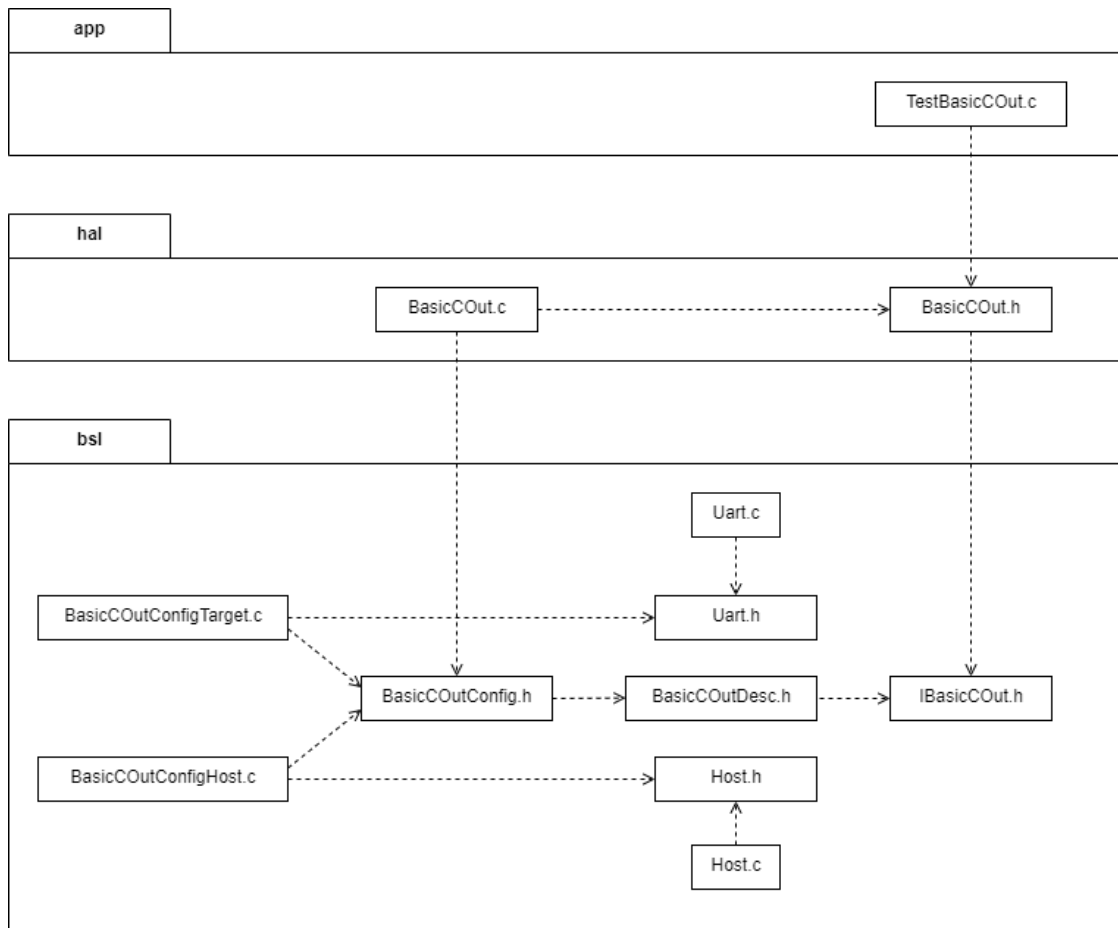 app
TestBasicCOut.c
hal
BasicCOut.c
BasicCOut.h
bsl
Uart.c
BasicCOutConfigTarget.c
Uart.h
BasicCOutConfig.h
BasicCOutDesc.h
IBasicCOut.h
BasicCOutConfigHost.c
Host.h
Host.c